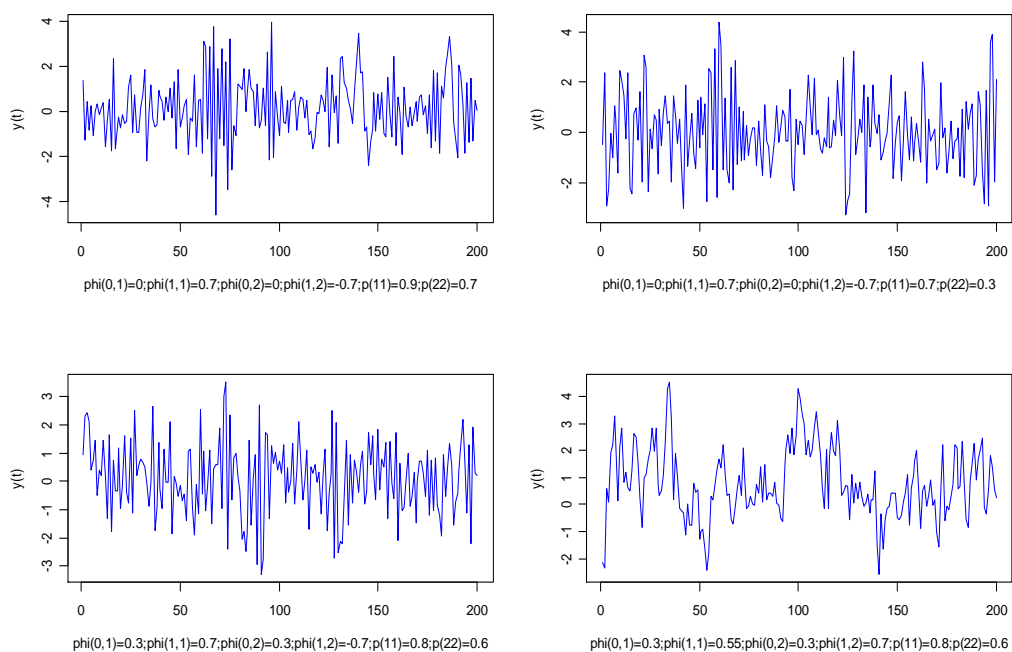 y(t)
4
2
0
-2
-4
0 50 100 150 200
phi(0,1)=0;phi(1,1)=0.7;phi(0,2)=0;phi(1,2)=-0.7;p(11)=0.9;p(22)=0.7
y(t)
4
2
0
-2
0 50 100 150 200
phi(0,1)=0;phi(1,1)=0.7;phi(0,2)=0;phi(1,2)=-0.7;p(11)=0.7;p(22)=0.3
y(t)
3
2
1
0
-1
-2
-3
0 50 100 150 200
phi(0,1)=0.3;phi(1,1)=0.7;phi(0,2)=0.3;phi(1,2)=-0.7;p(11)=0.8;p(22)=0.6
y(t)
4
3
2
1
0
-1
-2
0 50 100 150 200
phi(0,1)=0.3;phi(1,1)=0.55;phi(0,2)=0.3;phi(1,2)=0.7;p(11)=0.8;p(22)=0.6